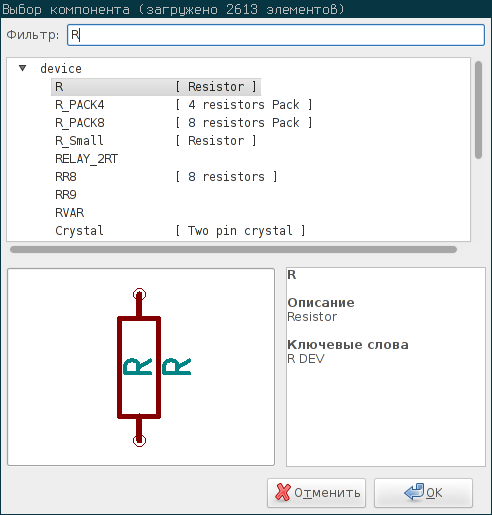 Выбор компонента (загружено 2613 элементов)
Фильтр: R
device
R [ Resistor ]
R_PACK4 [ 4 resistors Pack ]
R_PACK8 [ 8 resistors Pack ]
R_Small [ Resistor ]
RELAY_2RT
RR8 [ 8 resistors ]
RR9
RVAR
Crystal [ Two pin crystal ]
R R
R
Описание
Resistor
Ключевые слова
R DEV
Отменить
OK